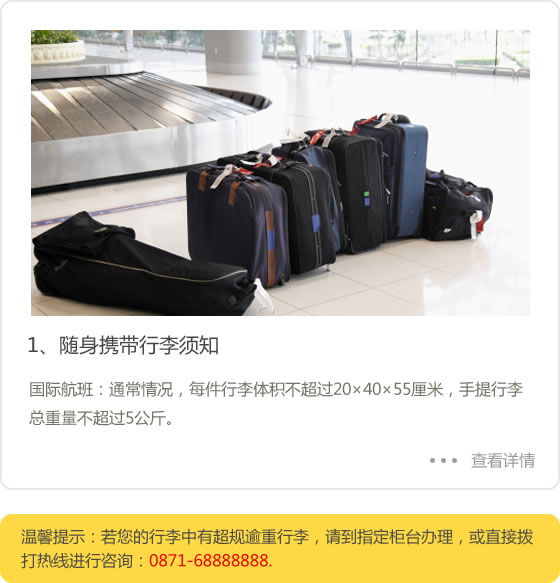 1、随身携带行李须知
国际航班：通常情况，每件行李体积不超过20×40×55厘米，手提行李
总重量不超过5公斤。
••• 查看详情
温馨提示：若您的行李中有超规逾重行李，请到指定柜台办理，或直接拨
打热线进行咨询：0871-68888888.